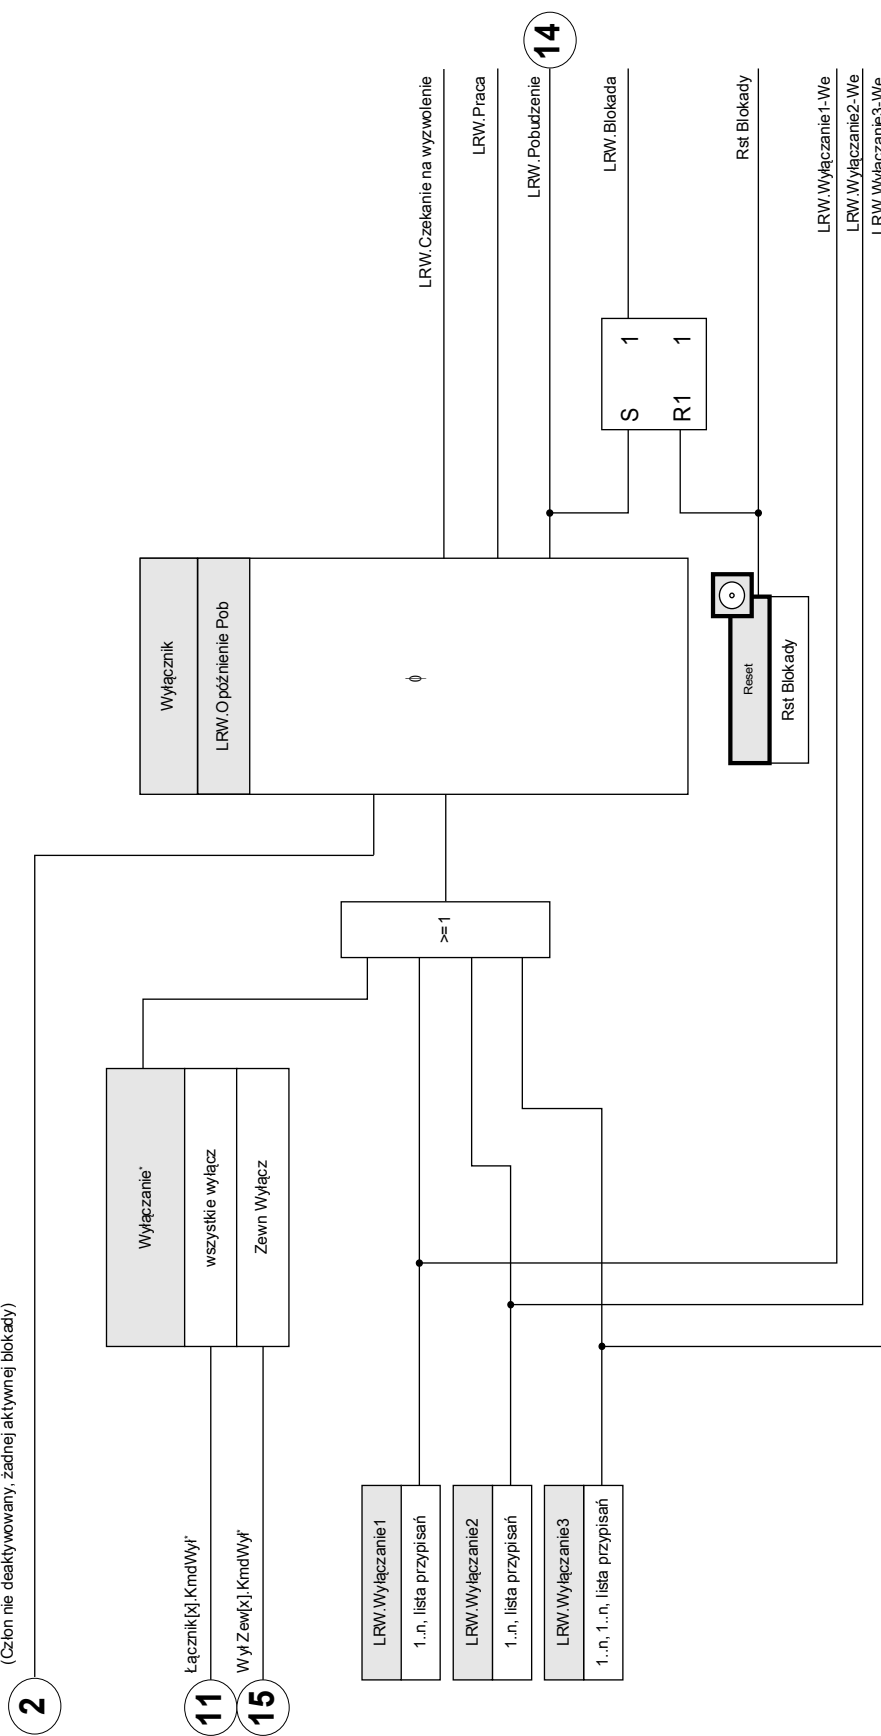 (Człon nie deaktywowany, żadnej aktywnej blokady)
2
Łącznik[x].KmdWył*
11
Wył Zew[x].KmdWył*
15
Wyłączanie*
wszystkie wyłącz
Zewn Wyłącz
LRW.Wyłączanie1
1..n, lista przypisań
LRW.Wyłączanie2
1..n, lista przypisań
LRW.Wyłączanie3
1..n, 1..n, lista przypisań
>=1
Wyłącznik
LRW.Opóźnienie Pob
φ
Reset
Rst Blokady
S 1
R1 1
LRW.Czekanie na wyzwolenie
LRW.Praca
LRW.Pobudzenie
14
LRW.Blokada
Rst Blokady
LRW.Wyłączanie1-We
LRW.Wyłączanie2-We
LRW.Wyłączanie3-We